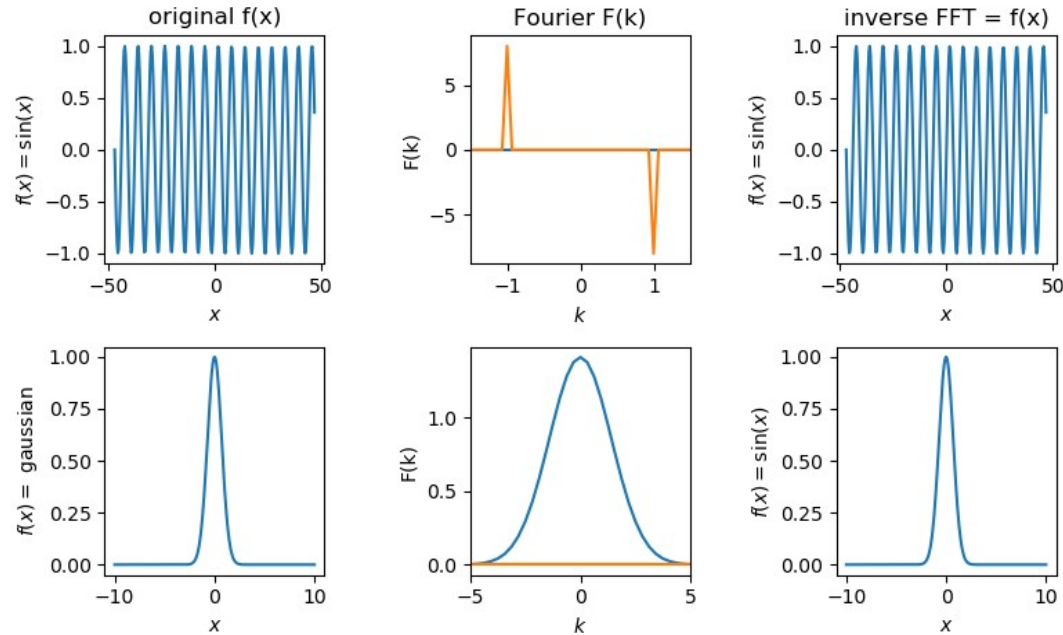 original f(x)
Fourier F(k)
inverse FFT = f(x)
f(x) = sin(x)
1.0
0.5
0.0
−0.5
−1.0
−50
0
50
x
F(k)
5
0
−5
−1
0
1
k
f(x) = sin(x)
1.0
0.5
0.0
−0.5
−1.0
−50
0
50
x
f(x) = gaussian
1.00
0.75
0.50
0.25
0.00
−10
0
10
x
F(k)
1.0
0.5
0.0
−5
0
5
k
f(x) = sin(x)
1.00
0.75
0.50
0.25
0.00
−10
0
10
x